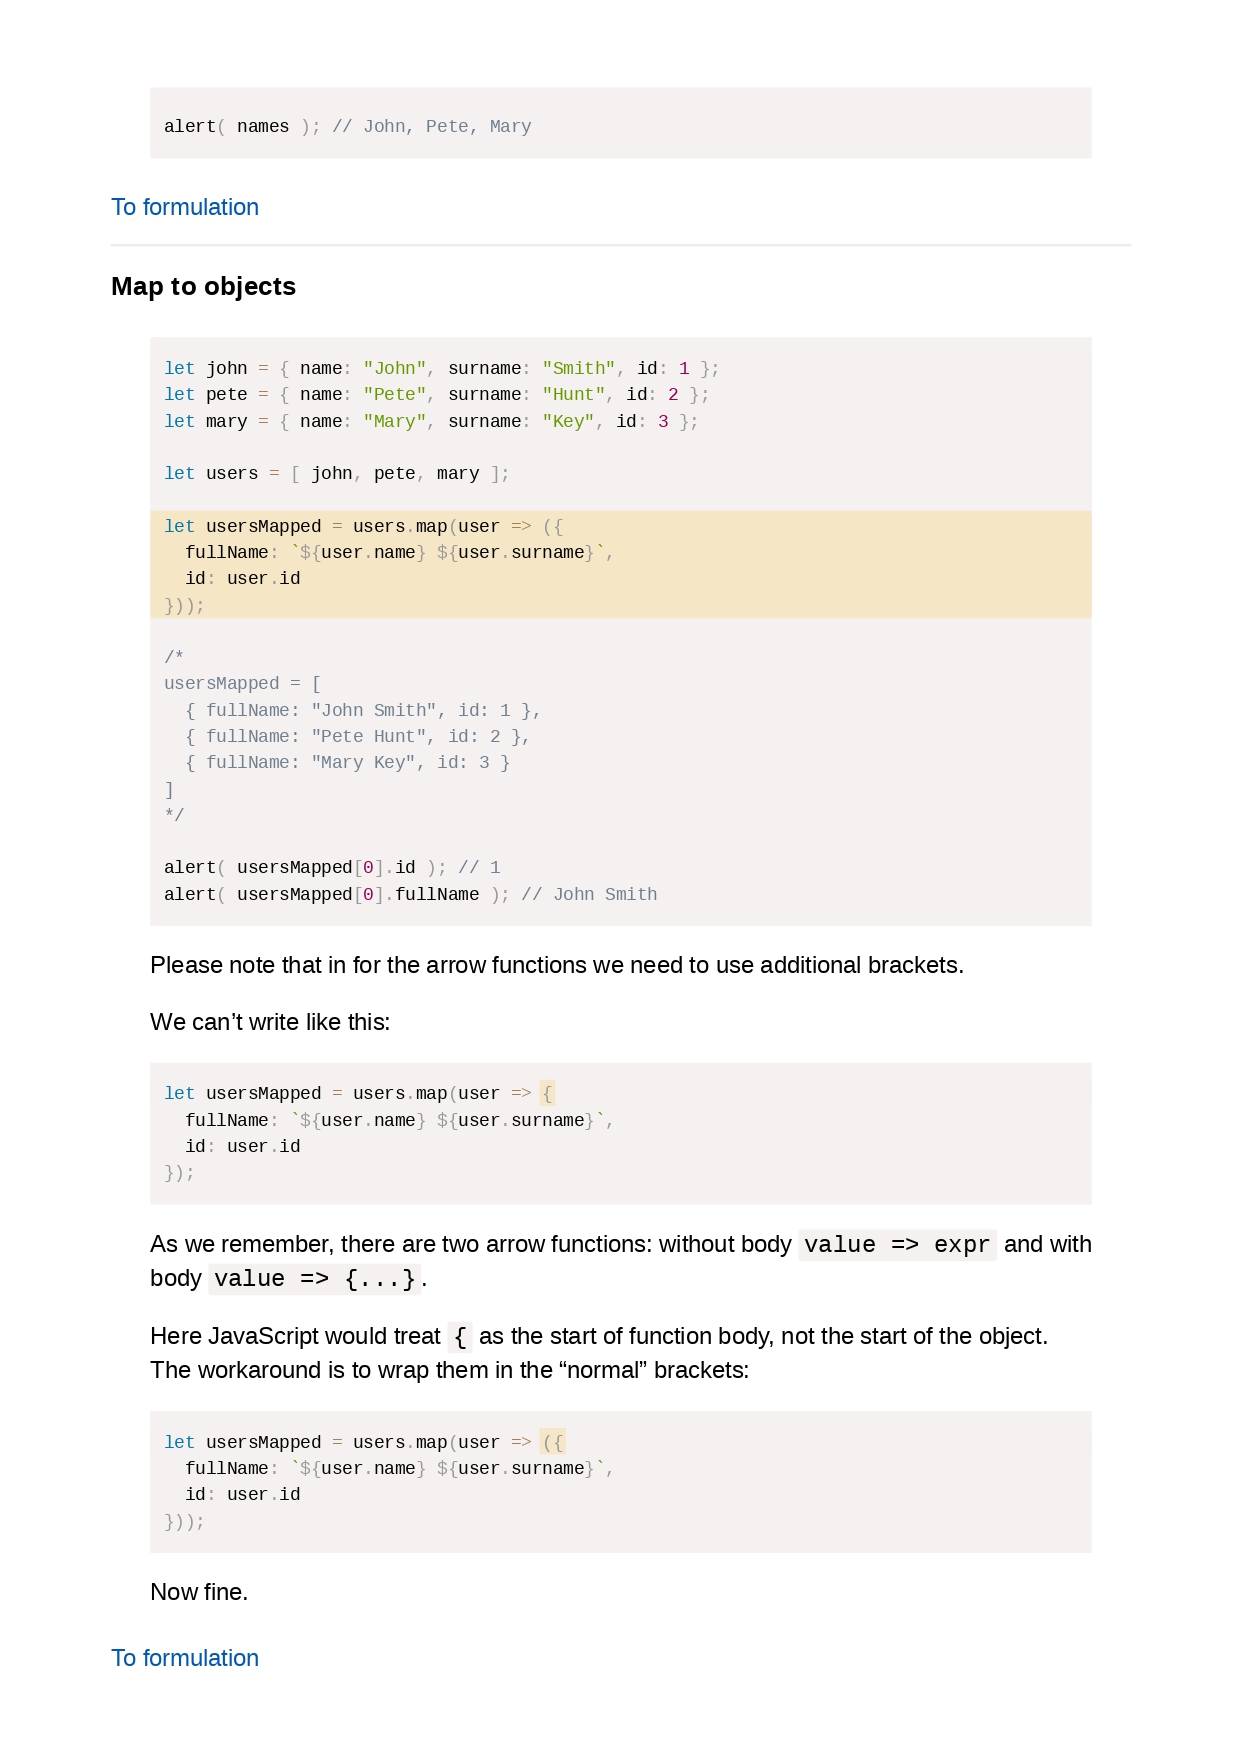 alert( names ); // John, Pete, Mary
To formulation
Map to objects
let john = { name: "John", surname: "Smith", id: 1 };
let pete = { name: "Pete", surname: "Hunt", id: 2 };
let mary = { name: "Mary", surname: "Key", id: 3 };
let users = [ john, pete, mary ];
let usersMapped = users.map(user => ({
  fullName: `${user.name} ${user.surname}`,
  id: user.id
}));
/*
usersMapped = [
  { fullName: "John Smith", id: 1 },
  { fullName: "Pete Hunt", id: 2 },
  { fullName: "Mary Key", id: 3 }
]
*/
alert( usersMapped[0].id ); // 1
alert( usersMapped[0].fullName ); // John Smith
Please note that in for the arrow functions we need to use additional brackets.
We can’t write like this:
let usersMapped = users.map(user => {
  fullName: `${user.name} ${user.surname}`,
  id: user.id
});
As we remember, there are two arrow functions: without body value => expr and with
body value => {...}.
Here JavaScript would treat { as the start of function body, not the start of the object.
The workaround is to wrap them in the “normal” brackets:
let usersMapped = users.map(user => ({
  fullName: `${user.name} ${user.surname}`,
  id: user.id
}));
Now fine.
To formulation